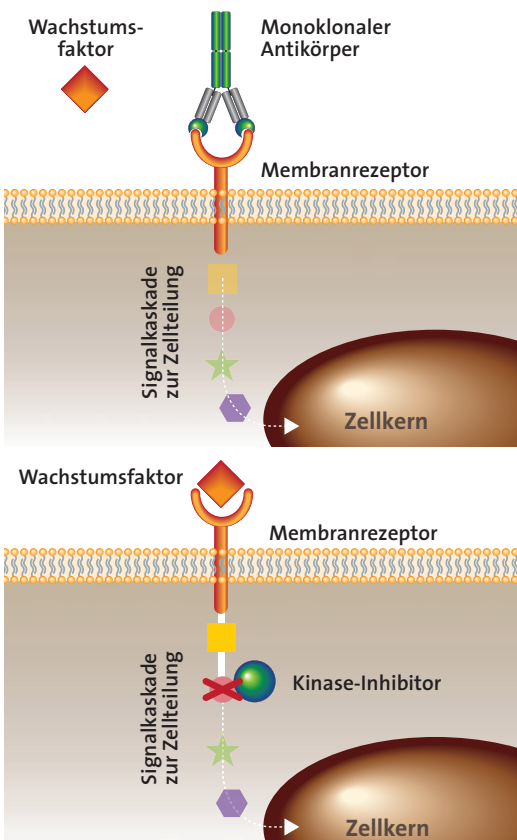 Wachstums-
faktor
Monoklonaler
Antikörper
Membranrezeptor
Signalkaskade
zur Zellteilung
Zellkern
Wachstumsfaktor
Membranrezeptor
Signalkaskade
zur Zellteilung
Kinase-Inhibitor
Zellkern